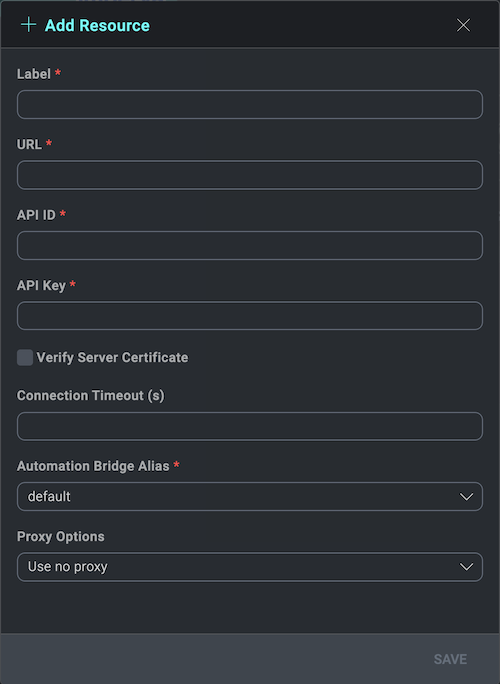 Add Resource
Label *
URL *
API ID *
API Key *
Verify Server Certificate
Connection Timeout (s)
Automation Bridge Alias *
default
Proxy Options
Use no proxy
SAVE